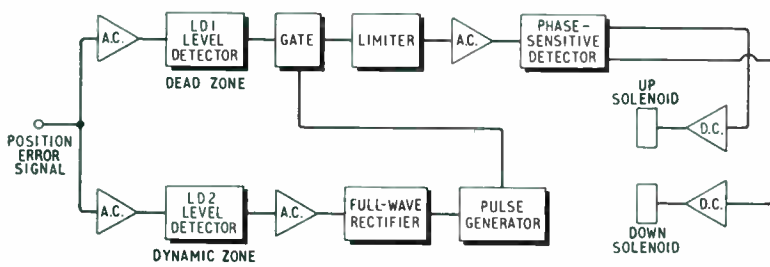 A.C.
LD1
LEVEL
DETECTOR
DEAD ZONE
GATE
LIMITER
A.C.
PHASE-
SENSITIVE
DETECTOR
UP
SOLENOID
D.C.
POSITION
ERROR
SIGNAL
A.C.
LD2
LEVEL
DETECTOR
DYNAMIC ZONE
A.C.
FULL-WAVE
RECTIFIER
PULSE
GENERATOR
D.C.
DOWN
SOLENOID